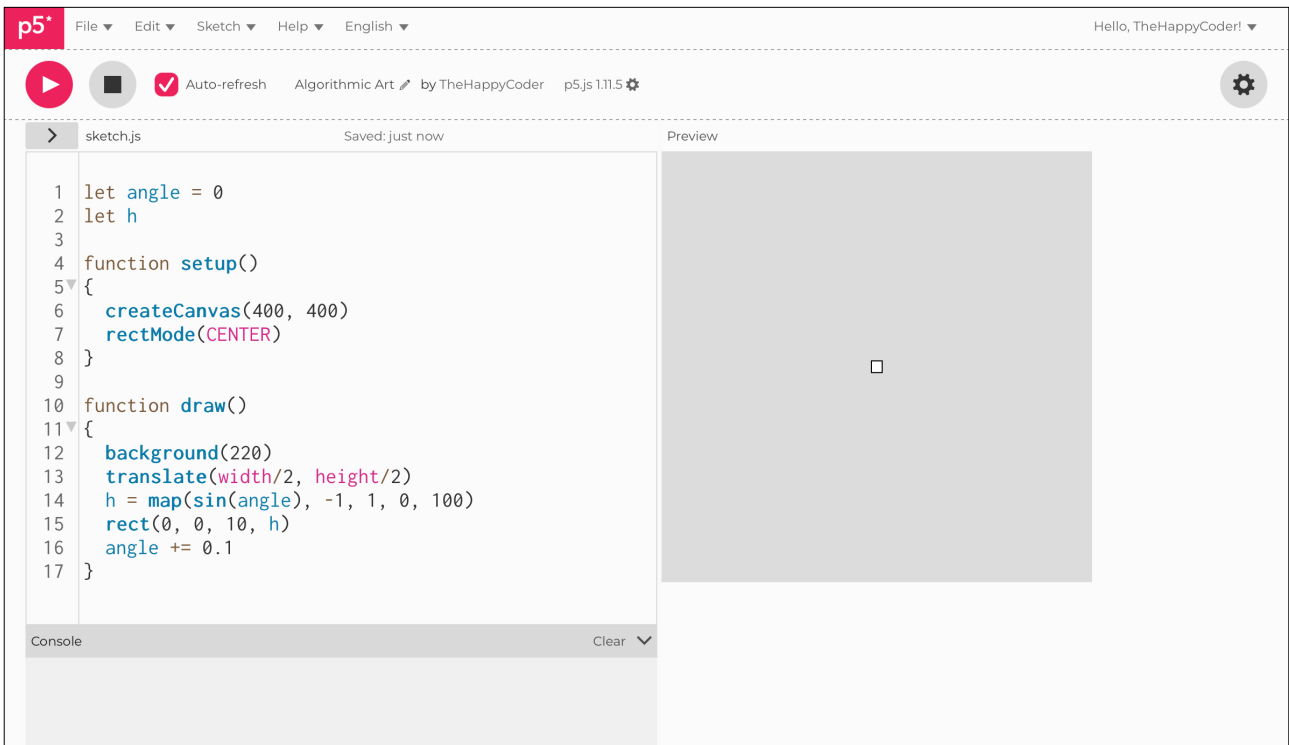 p5* File Edit Sketch Help English Hello, TheHappyCoder!
Auto-refresh Algorithmic Art by TheHappyCoder p5.js 1.11.5
> sketch.js Saved: just now Preview
1 let angle = 0
2 let h
3
4 function setup()
5 {
6 createCanvas(400, 400)
7 rectMode(CENTER)
8 }
9
10 function draw()
11 {
12 background(220)
13 translate(width/2, height/2)
14 h = map(sin(angle), -1, 1, 0, 100)
15 rect(0, 0, 10, h)
16 angle += 0.1
17 }
Console Clear